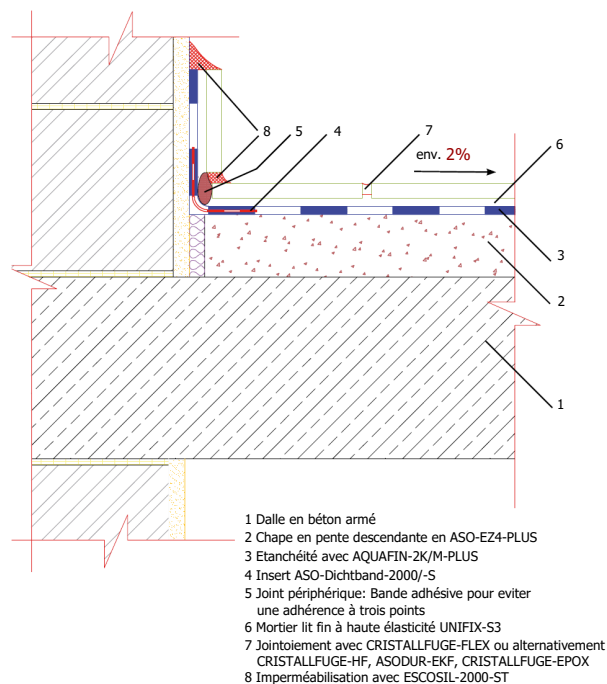 8
5
4
7
env. 2%
6
3
2
1
1 Dalle en béton armé
2 Chape en pente descendante en ASO-EZ4-PLUS
3 Etanchéité avec AQUAFIN-2K/M-PLUS
4 Insert ASO-Dichtband-2000/-S
5 Joint périphérique: Bande adhésive pour eviter
une adhérence à trois points
6 Mortier lit fin à haute élasticité UNIFIX-S3
7 Jointoiement avec CRISTALLFUGE-FLEX ou alternativement
CRISTALLFUGE-HF, ASODUR-EKF, CRISTALLFUGE-EPOX
8 Imperméabilisation avec ESCOSIL-2000-ST